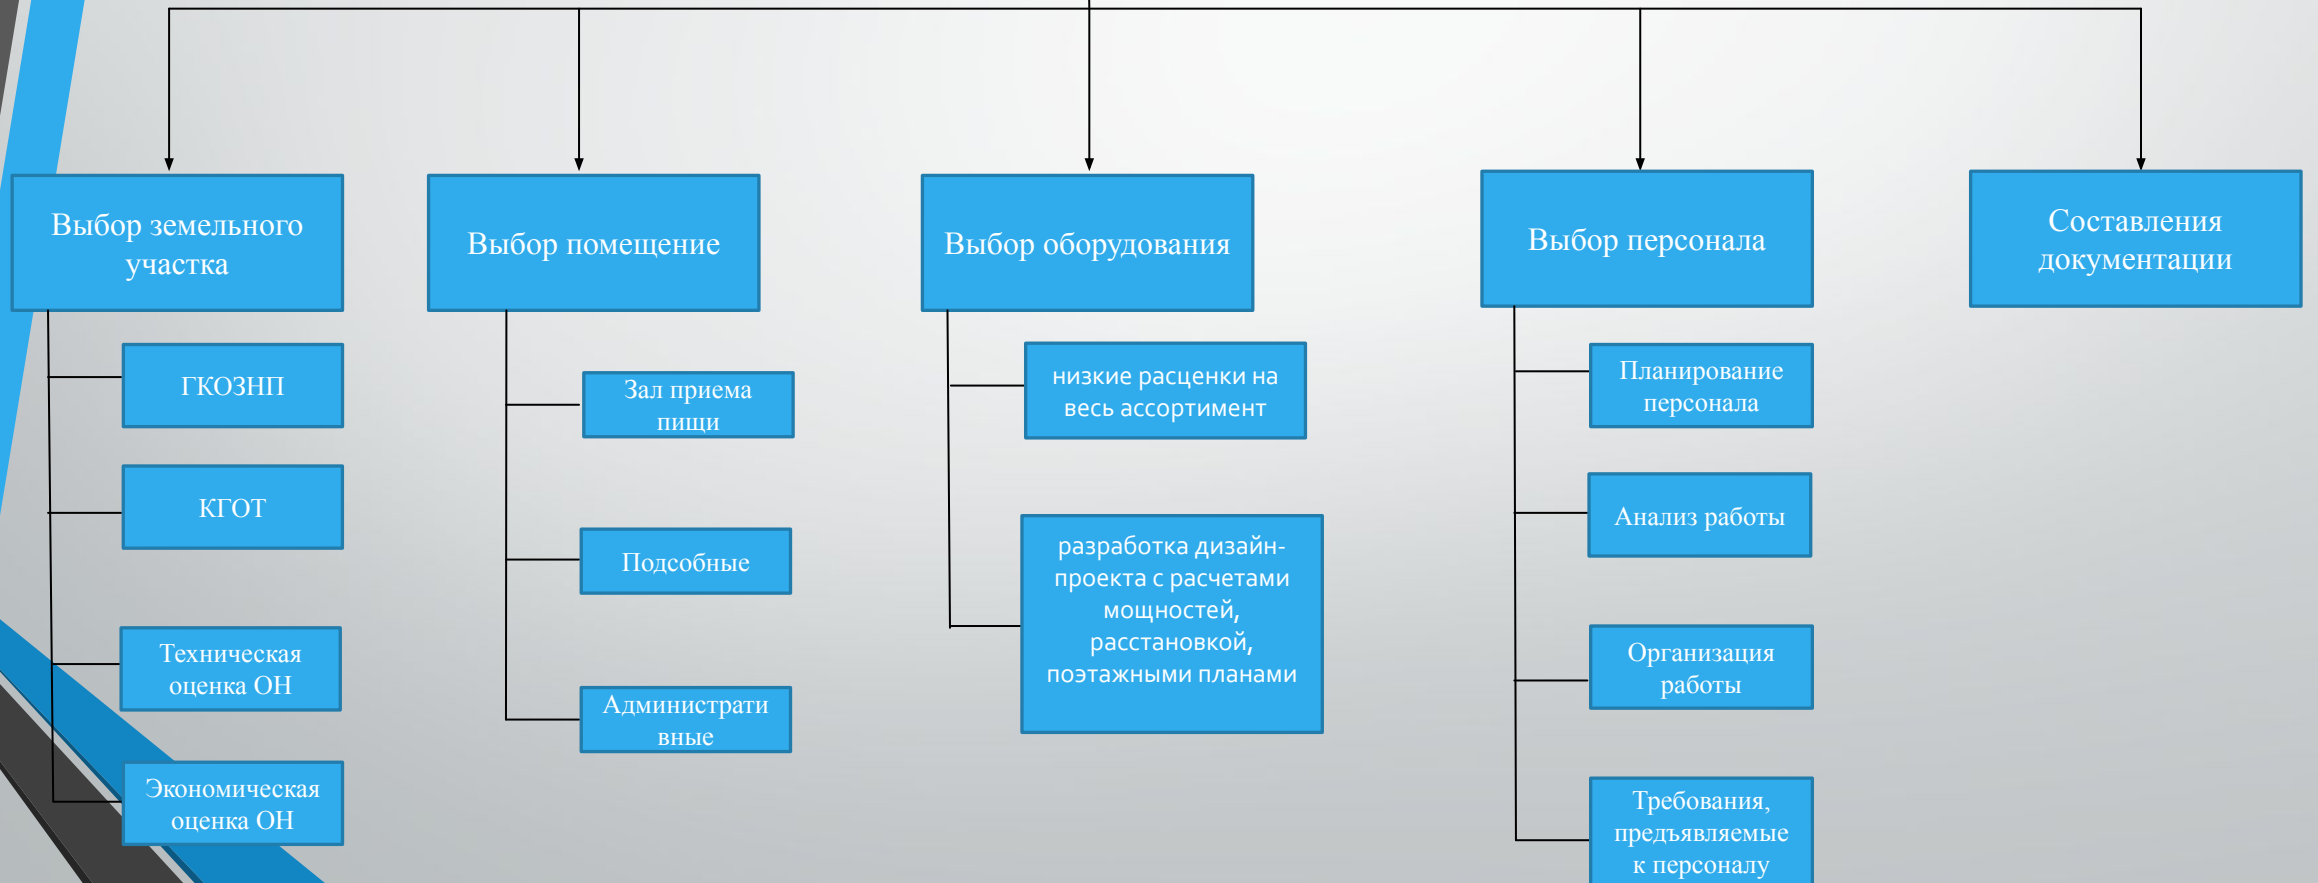 Выбор земельного
участка
ГКОЗНП
КГОТ
Техническая
оценка ОН
Экономическая
оценка ОН
Выбор помещение
Зал приема
пищи
Подсобные
Административ
вные
Выбор оборудования
низкие расценки на
весь ассортимент
разработка дизайн-
проекта с расчетами
мощностей,
расстановкой,
поэтажными планами
Выбор персонала
Планирование
персонала
Анализ работы
Организация
работы
Требования,
предъявляемые
к персоналу
Составления
документации